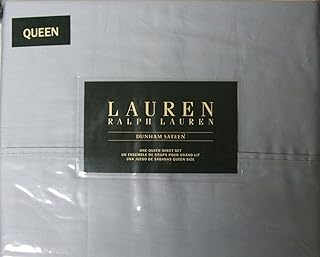 QUEEN
LAUREN
RALPH LAUREN
DUNHAM SATEEN
ONE QUEEN SHEET SET
UN ENSEMBLE DE DRAPS POUR GRAND LIT
UNA JUEGO DE SÁBANAS QUEEN SIZE